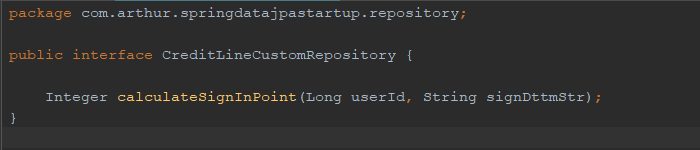 package com.arthur.springdatajpastartup.repository;
public interface CreditLineCustomRepository {
Integer calculateSignInPoint(Long userId, String signDttmStr);
}